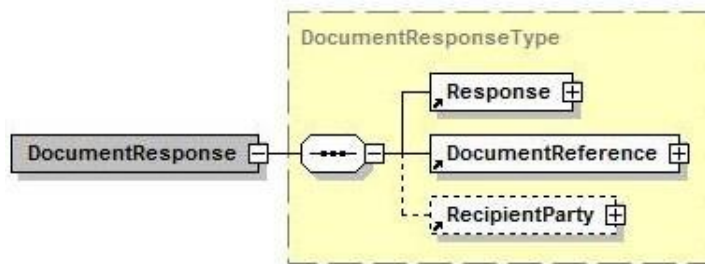 DocumentResponseType
Response
DocumentResponse
DocumentReference
RecipientParty